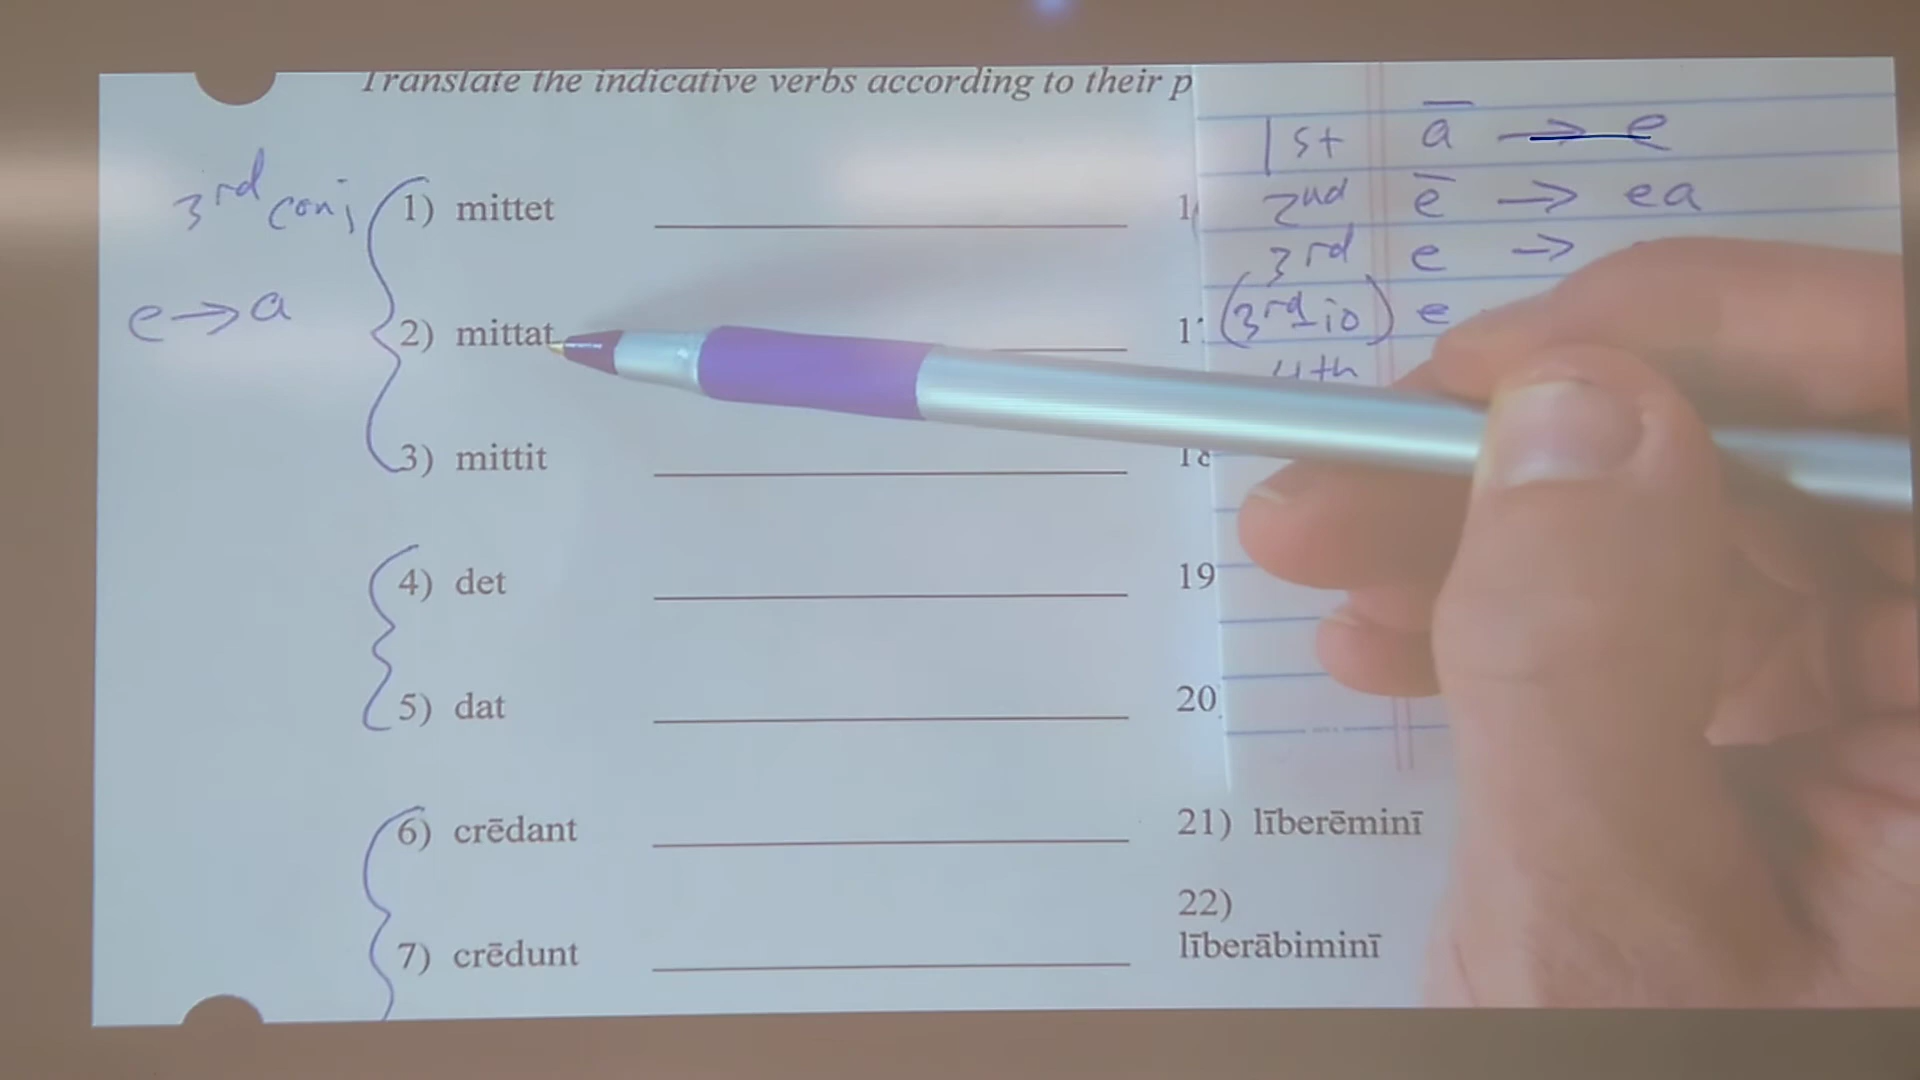 Translate the indicative verbs according to their p
3rd conj
e → a
1) mittet
2) mittat
3) mittit
4) det
5) dat
6) crēdant
7) crēdunt
19
20
21) līberēminī
22)
līberābiminī
1st ā → e
2nd ē → ea
3rd e →
(3rd-io) e
4th